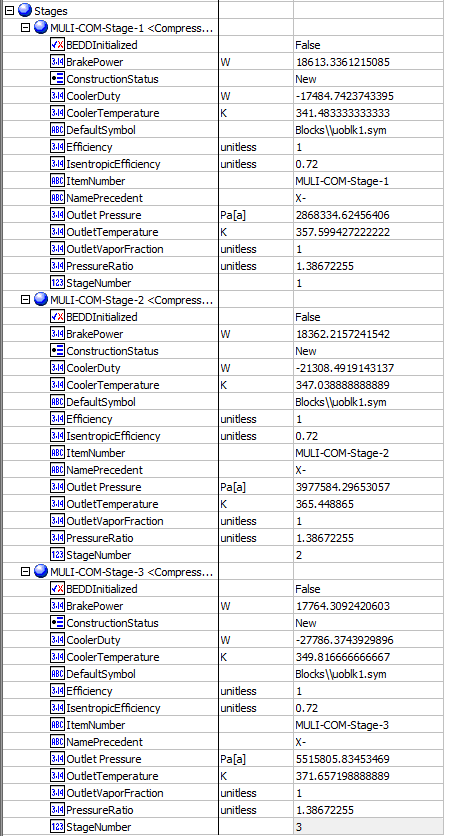 Stages
MULI-COM-Stage-1 <Compress...
BEDDInitialized False
BrakePower W 18613.3361215085
ConstructionStatus New
CoolerDuty W -17484.7423743395
CoolerTemperature K 341.483333333333
DefaultSymbol Blocks\\uoblk1.sym
Efficiency unitless 1
IsentropicEfficiency unitless 0.72
ItemNumber MULI-COM-Stage-1
NamePrecedent X-
Outlet Pressure Pa[a] 2868334.62456406
OutletTemperature K 357.599427222222
OutletVaporFraction unitless 1
PressureRatio unitless 1.38672255
StageNumber 1
MULI-COM-Stage-2 <Compress...
BEDDInitialized False
BrakePower W 18362.2157241542
ConstructionStatus New
CoolerDuty W -21308.4919143137
CoolerTemperature K 347.038888888889
DefaultSymbol Blocks\\uoblk1.sym
Efficiency unitless 1
IsentropicEfficiency unitless 0.72
ItemNumber MULI-COM-Stage-2
NamePrecedent X-
Outlet Pressure Pa[a] 3977584.29653057
OutletTemperature K 365.448865
OutletVaporFraction unitless 1
PressureRatio unitless 1.38672255
StageNumber 2
MULI-COM-Stage-3 <Compress...
BEDDInitialized False
BrakePower W 17764.3092420603
ConstructionStatus New
CoolerDuty W -27786.3743929896
CoolerTemperature K 349.816666666667
DefaultSymbol Blocks\\uoblk1.sym
Efficiency unitless 1
IsentropicEfficiency unitless 0.72
ItemNumber MULI-COM-Stage-3
NamePrecedent X-
Outlet Pressure Pa[a] 5515805.83453469
OutletTemperature K 371.657198888889
OutletVaporFraction unitless 1
PressureRatio unitless 1.38672255
StageNumber 3